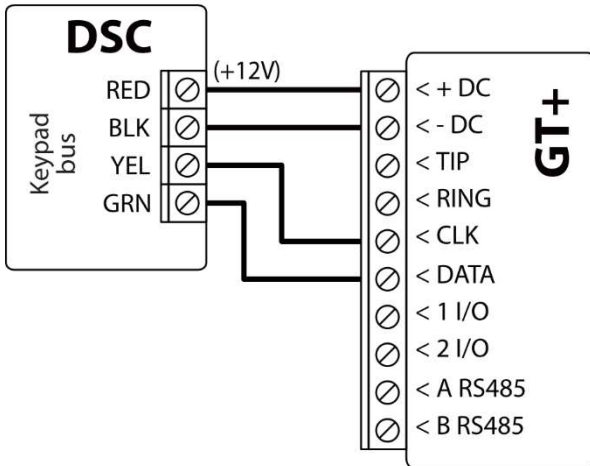 DSC
Keypad bus
RED
BLK
YEL
GRN
(+12V)
GT+
< + DC
< - DC
< TIP
< RING
< CLK
< DATA
< 1 I/O
< 2 I/O
< A RS485
< B RS485